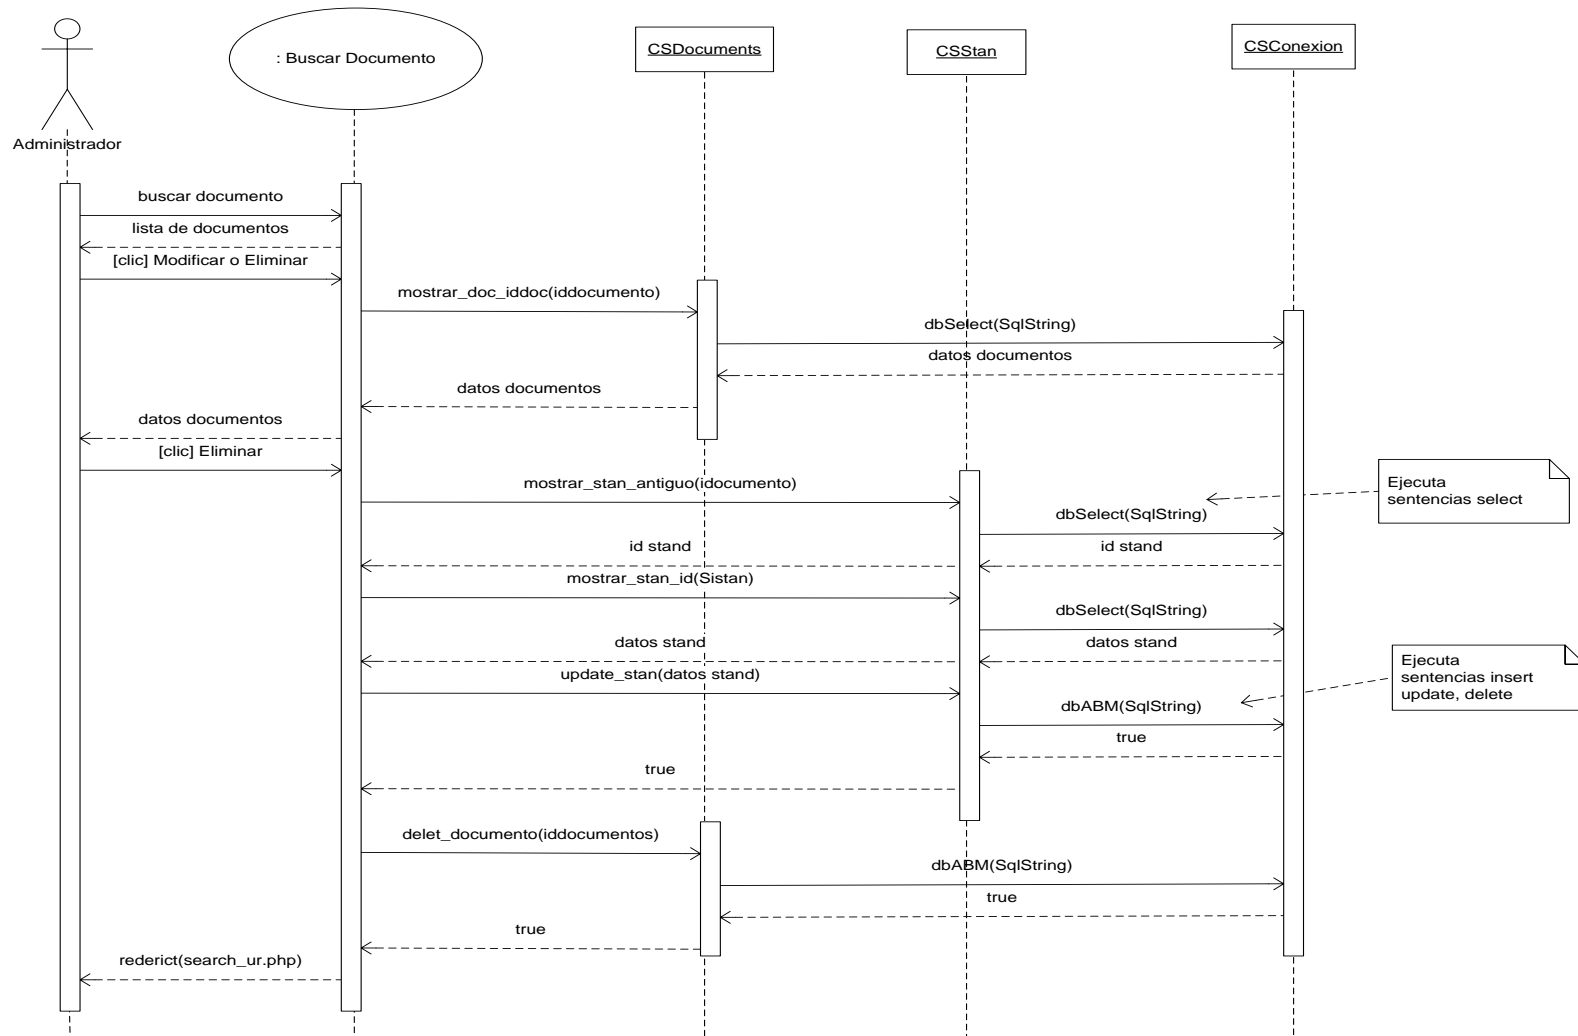 : Buscar Documento
CSDocuments
CSStan
CSConexion
Administrador
buscar documento
lista de documentos
[clic] Modificar o Eliminar
mostrar_doc_iddoc(iddocumento)
dbSelect(SqlString)
datos documentos
datos documentos
datos documentos
[clic] Eliminar
mostrar_stan_antiguo(idocumento)
Ejecuta
sentencias select
dbSelect(SqlString)
id stand
id stand
mostrar_stan_id(Sistan)
dbSelect(SqlString)
datos stand
datos stand
update_stan(datos stand)
Ejecuta
sentencias insert
update, delete
dbABM(SqlString)
true
true
delet_documento(iddocumentos)
dbABM(SqlString)
true
true
rederict(search_ur.php)